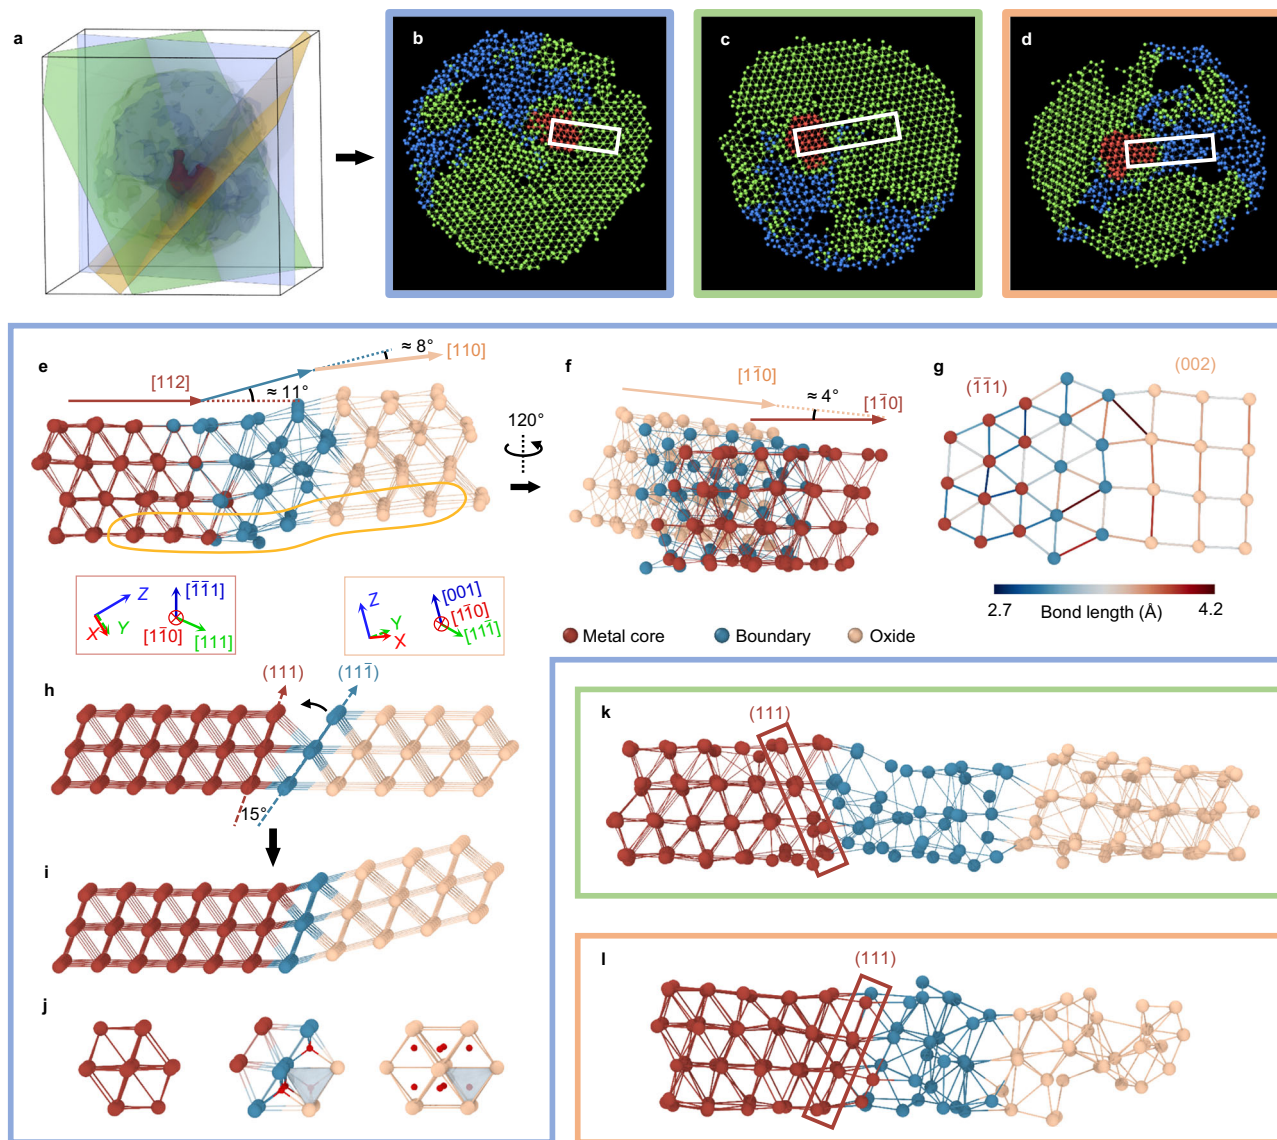 a
b
c
d
e
[112]
≈ 11°
≈ 8°
[110]
120°
f
[11̄0]
≈ 4°
[11̄0]
g
(1̄1̄1)
(002)
2.7
Bond length (Å)
4.2
Z
X
Y
[1̄1̄1]
[11̄0]
[111]
Z
Y
X
[001]
[11̄0]
[111̄]
Metal core
Boundary
Oxide
h
(111)
(111̄)
15°
i
j
k
(111)
l
(111)